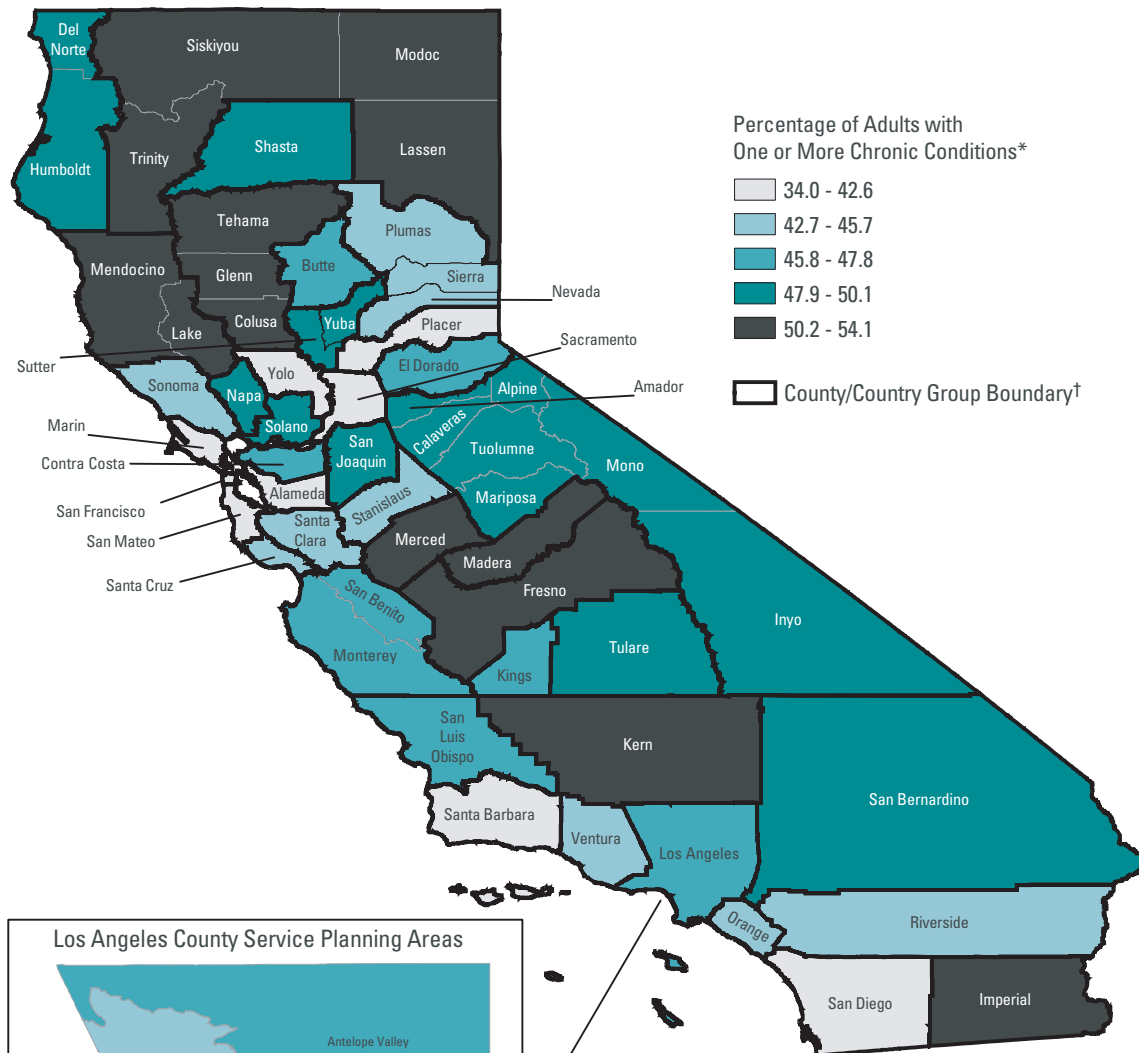 Del
Norte
Siskiyou
Modoc
Humboldt
Trinity
Shasta
Lassen
Percentage of Adults with
One or More Chronic Conditions*
34.0 - 42.6
42.7 - 45.7
45.8 - 47.8
47.9 - 50.1
50.2 - 54.1
County/Country Group Boundary†
Tehama
Plumas
Mendocino
Glenn
Butte
Sierra
Nevada
Lake
Colusa
Yuba
Placer
Sacramento
Sutter
Yolo
El Dorado
Amador
Sonoma
Napa
Solano
Alpine
Marin
Calaveras
Contra Costa
San
Joaquin
Tuolumne
Mono
San Francisco
Alameda
Stanislaus
Mariposa
San Mateo
Santa
Clara
Merced
Madera
Santa Cruz
San Benito
Fresno
Inyo
Monterey
Kings
Tulare
San
Luis
Obispo
Kern
San Bernardino
Santa Barbara
Ventura
Los Angeles
Orange
Riverside
San Diego
Imperial
Los Angeles County Service Planning Areas
Antelope Valley